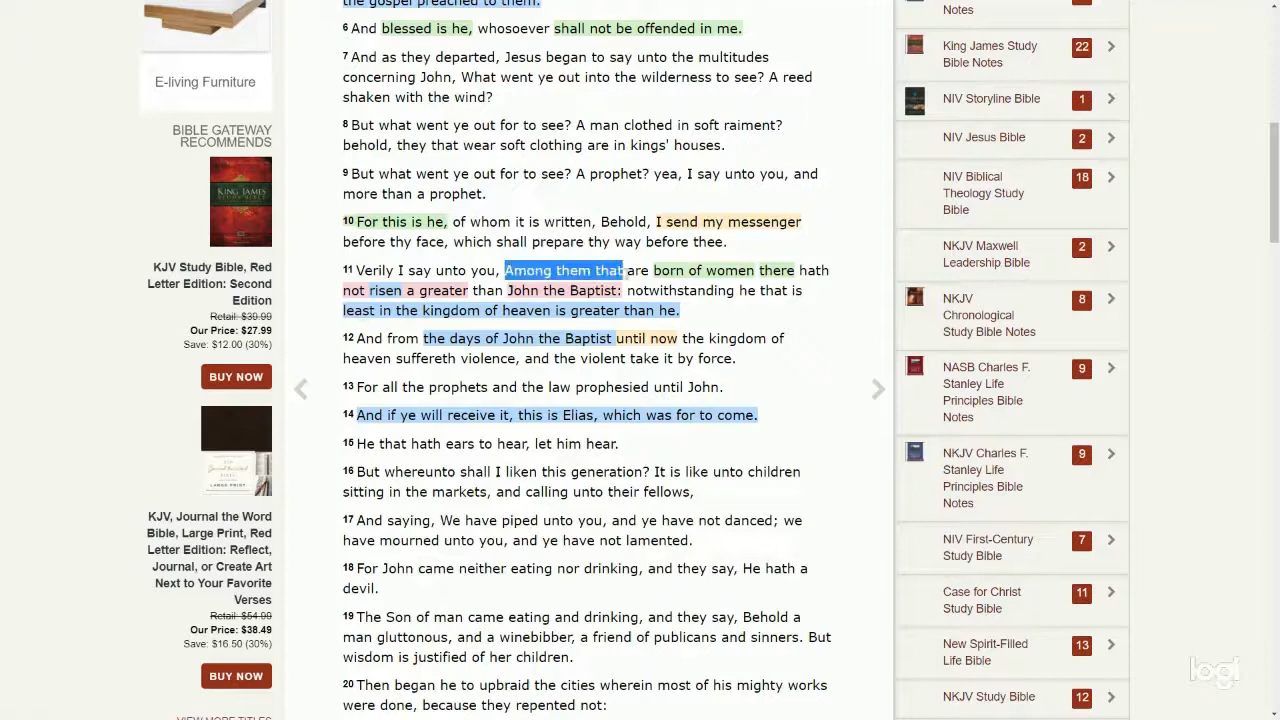 E-living Furniture
BIBLE GATEWAY
RECOMMENDS
KING JAMES
KJV Study Bible, Red
Letter Edition: Second
Edition
Retail: $39.99
Our Price: $27.99
Save: $12.00 (30%)
BUY NOW
LARGE PRINT
KJV, Journal the Word
Bible, Large Print, Red
Letter Edition: Reflect,
Journal, or Create Art
Next to Your Favorite
Verses
Retail: $54.99
Our Price: $38.49
Save: $16.50 (30%)
BUY NOW
VIEW MORE TITLES
the gospel preached to them.
6 And blessed is he, whosoever shall not be offended in me.
7 And as they departed, Jesus began to say unto the multitudes
concerning John, What went ye out into the wilderness to see? A reed
shaken with the wind?
8 But what went ye out for to see? A man clothed in soft raiment?
behold, they that wear soft clothing are in kings' houses.
9 But what went ye out for to see? A prophet? yea, I say unto you, and
more than a prophet.
10 For this is he, of whom it is written, Behold, I send my messenger
before thy face, which shall prepare thy way before thee.
11 Verily I say unto you, Among them that are born of women there hath
not risen a greater than John the Baptist: notwithstanding he that is
least in the kingdom of heaven is greater than he.
12 And from the days of John the Baptist until now the kingdom of
heaven suffereth violence, and the violent take it by force.
13 For all the prophets and the law prophesied until John.
14 And if ye will receive it, this is Elias, which was for to come.
15 He that hath ears to hear, let him hear.
16 But whereunto shall I liken this generation? It is like unto children
sitting in the markets, and calling unto their fellows,
17 And saying, We have piped unto you, and ye have not danced; we
have mourned unto you, and ye have not lamented.
18 For John came neither eating nor drinking, and they say, He hath a
devil.
19 The Son of man came eating and drinking, and they say, Behold a
man gluttonous, and a winebibber, a friend of publicans and sinners. But
wisdom is justified of her children.
20 Then began he to upbraid the cities wherein most of his mighty works
were done, because they repented not:
Notes
King James Study
Bible Notes
22
NIV Storyline Bible
1
NIV Jesus Bible
2
NIV Biblical
Theology Study
Bible
18
NKJV Maxwell
Leadership Bible
2
NKJV
Chronological
Study Bible Notes
8
NASB Charles F.
Stanley Life
Principles Bible
Notes
9
NKJV Charles F.
Stanley Life
Principles Bible
Notes
9
NIV First-Century
Study Bible
7
Case for Christ
Study Bible
11
New Spirit-Filled
Life Bible
13
NKJV Study Bible
12
logi